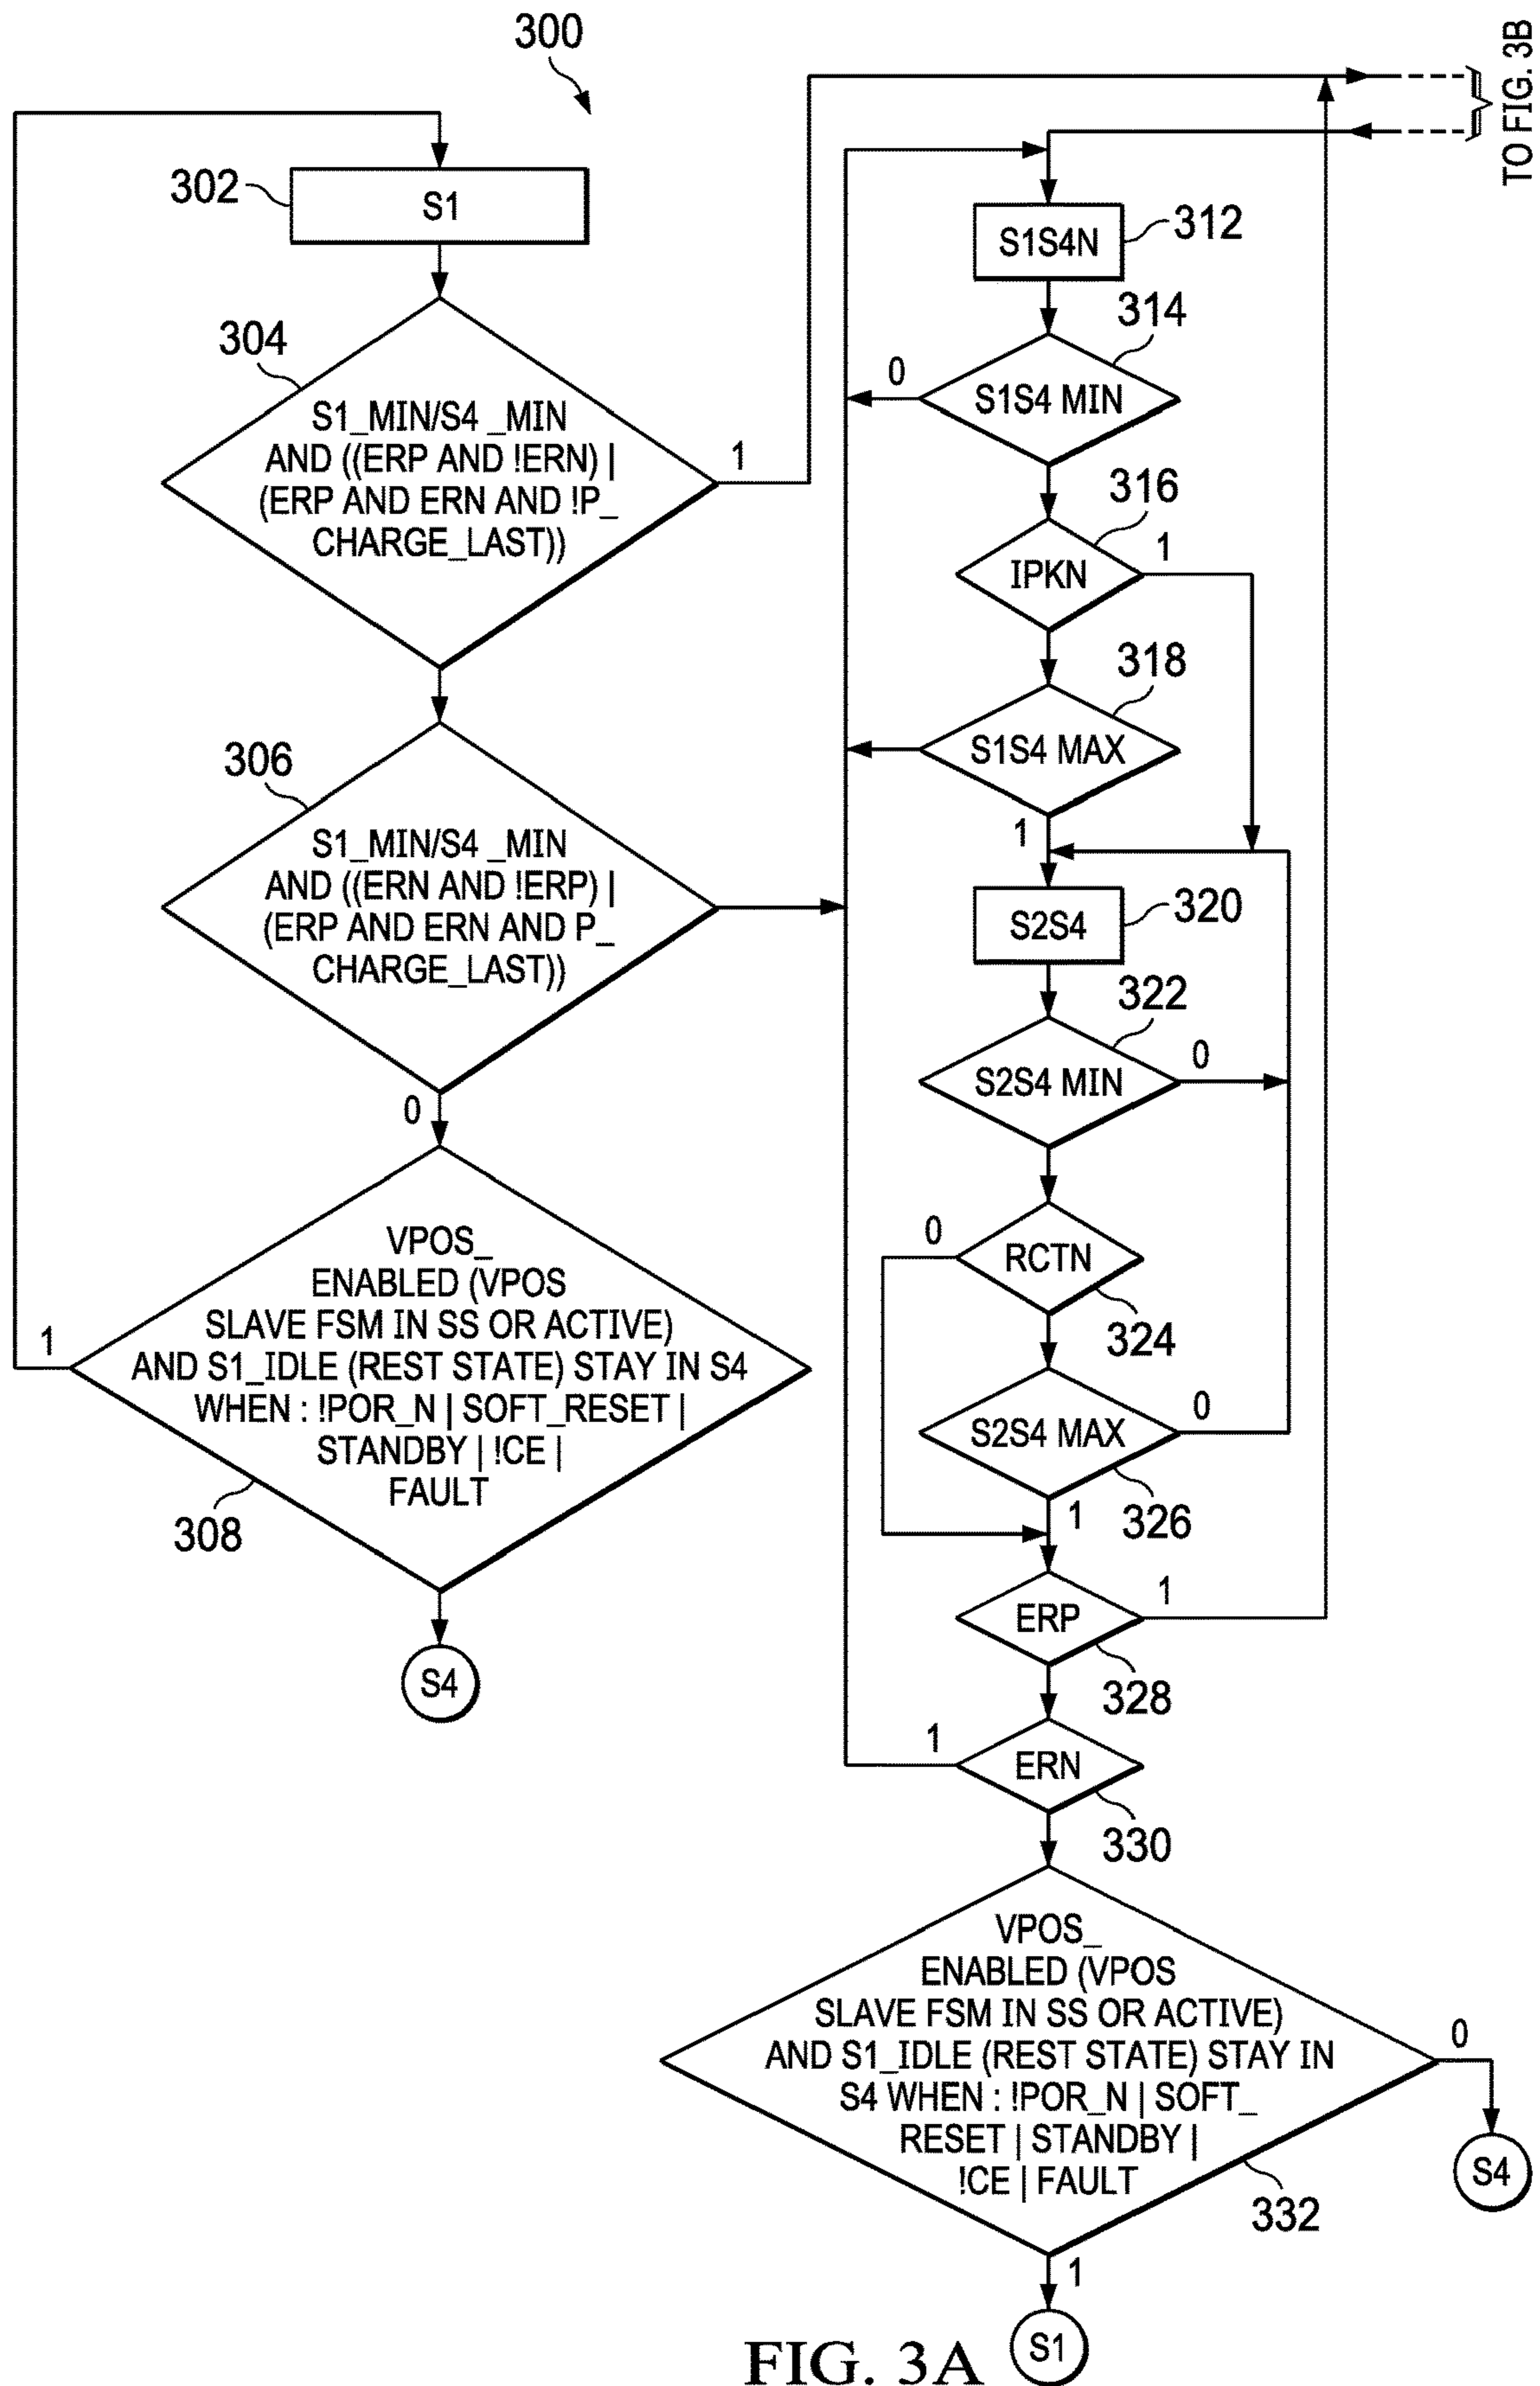 300
TO FIG. 3B
302
S1
304
S1_MIN/S4 _MIN
AND ((ERP AND !ERN) |
(ERP AND ERN AND !P_
CHARGE_LAST))
1
306
S1_MIN/S4 _MIN
AND ((ERN AND !ERP) |
(ERP AND ERN AND P_
CHARGE_LAST))
0
VPOS_
ENABLED (VPOS
SLAVE FSM IN SS OR ACTIVE)
AND S1_IDLE (REST STATE) STAY IN S4
WHEN : !POR_N | SOFT_RESET |
STANDBY | !CE |
FAULT
1
308
S4
S1S4N
312
314
0
S1S4 MIN
316
IPKN
1
318
S1S4 MAX
1
S2S4
320
322
S2S4 MIN
0
0
RCTN
324
S2S4 MAX
0
326
1
ERP
1
328
1
ERN
330
VPOS_
ENABLED (VPOS
SLAVE FSM IN SS OR ACTIVE)
AND S1_IDLE (REST STATE) STAY IN
S4 WHEN : !POR_N | SOFT_
RESET | STANDBY |
!CE | FAULT
0
S4
332
1
S1
FIG. 3A